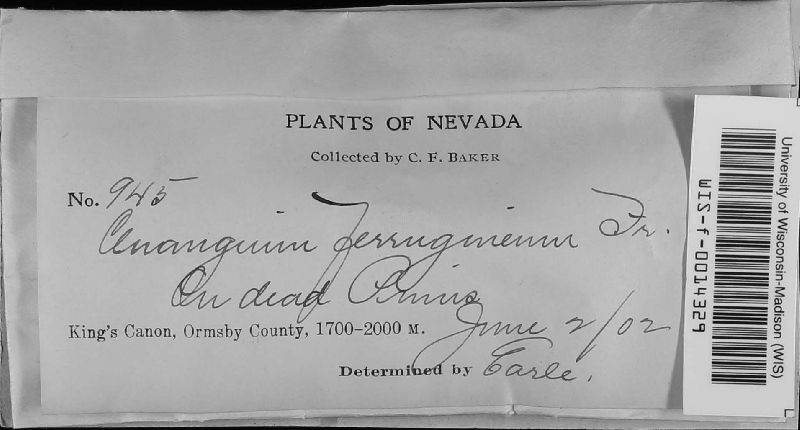 PLANTS OF NEVADA
Collected by C. F. BAKER
No. 945
Cenangium ferrugineum Fr.
On dead Pinus
King's Canon, Ormsby County, 1700-2000 M. June 2/02
Determined by Earle.
University of Wisconsin-Madison (WIS)
WIS-f-0014329